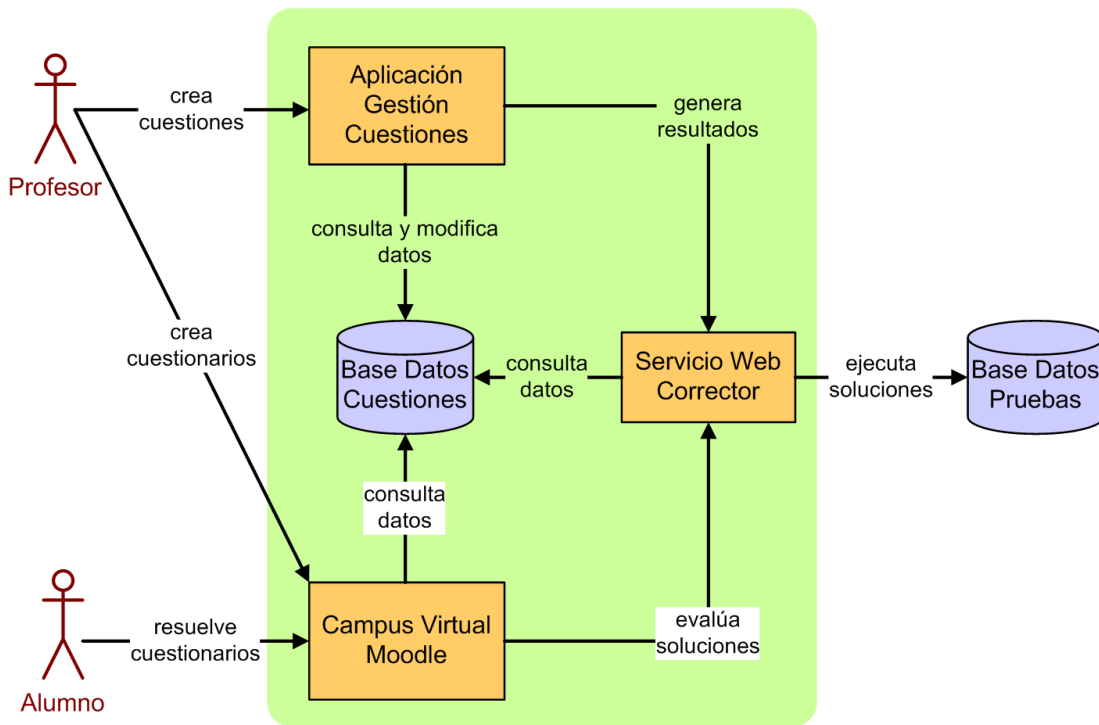 Aplicación
Gestión
Cuestiones
crea
cuestiones
genera
resultados
Profesor
consulta y modifica
datos
crea
cuestionarios
Base Datos
Cuestiones
consulta
datos
Servicio Web
Corrector
ejecuta
soluciones
Base Datos
Pruebas
consulta
datos
resuelve
cuestionarios
Campus Virtual
Moodle
evalúa
soluciones
Alumno